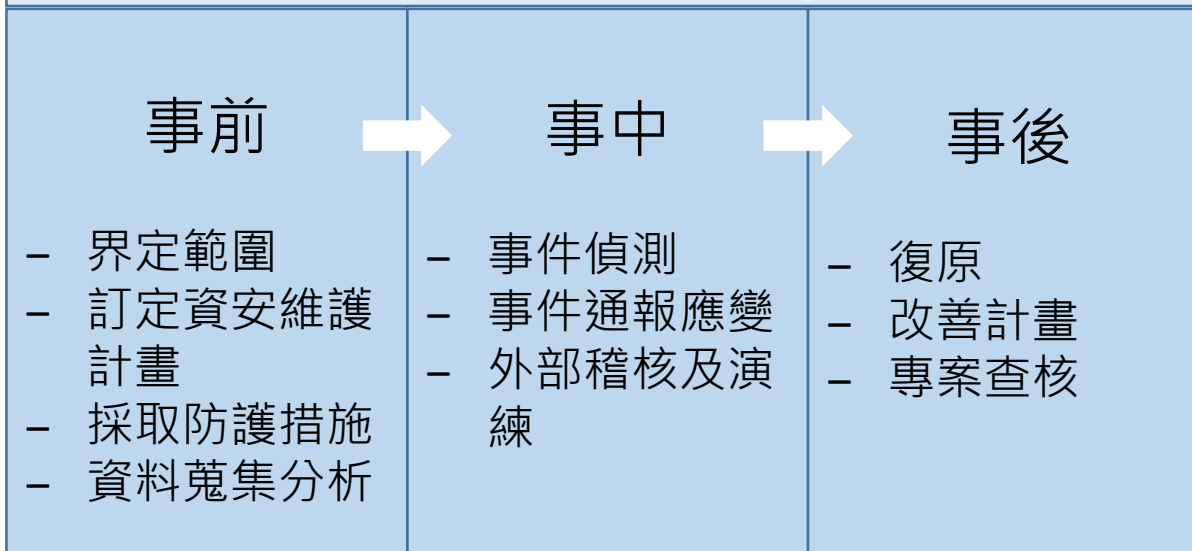 事前
– 界定範圍
– 訂定資安維護
計畫
– 採取防護措施
– 資料蒐集分析
事中
– 事件偵測
– 事件通報應變
– 外部稽核及演
練
事後
– 復原
– 改善計畫
– 專案查核